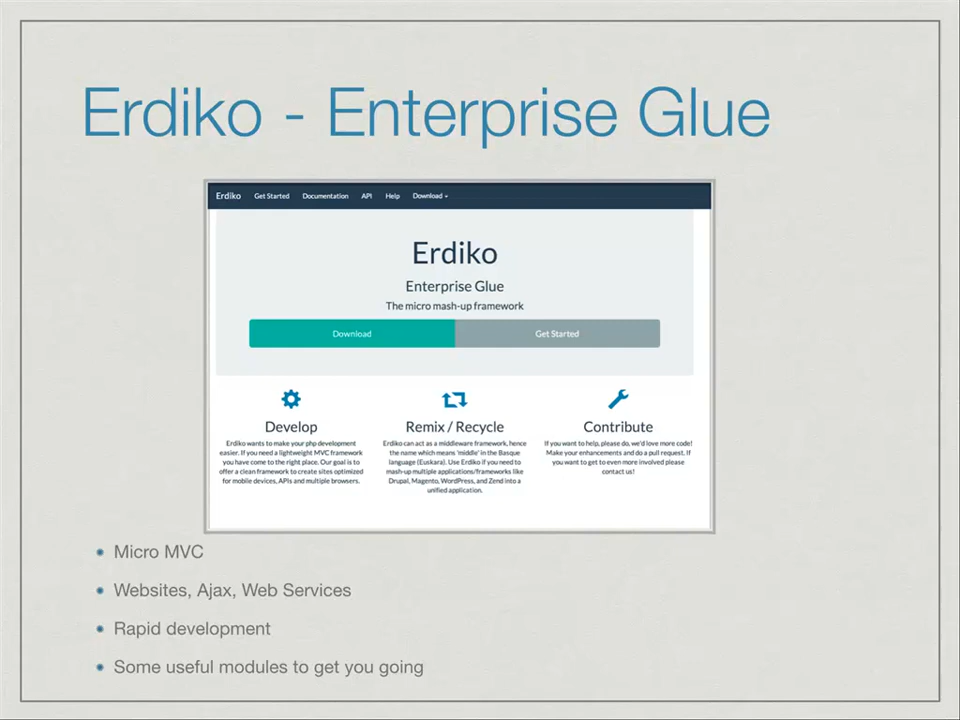 Erdiko - Enterprise Glue
Erdiko Get Started Documentation API Help Download
Erdiko
Enterprise Glue
The micro mash-up framework
Download Get Started
Develop
Erdiko wants to make your php development
easier. If you need a lightweight MVC framework
you have come to the right place. Our goal is to
offer a clean framework to create sites optimized
for mobile devices, APIs and multiple browsers.
Remix / Recycle
Erdiko can act as a middleware framework, hence
the name which means 'middle' in the Basque
language (Euskara). Use Erdiko if you need to
mash-up multiple applications/frameworks like
Drupal, Magento, WordPress, and Zend into a
unified application.
Contribute
If you want to help, please do, we'd love more code!
Make your enhancements and do a pull request. If
you want to get to even more involved please
contact us!
Micro MVC
Websites, Ajax, Web Services
Rapid development
Some useful modules to get you going